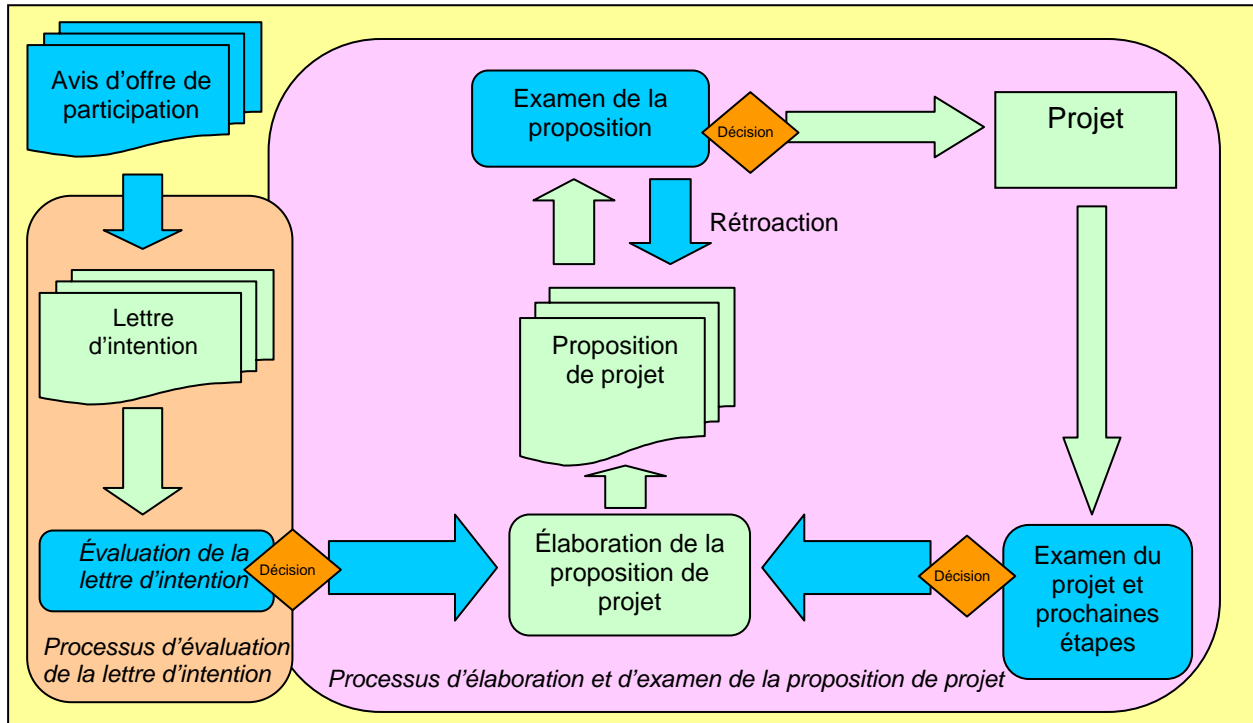 Avis d’offre de
participation
Lettre
d’intention
Évaluation de la
lettre d’intention
Décision
Processus d’évaluation
de la lettre d’intention
Examen de la
proposition
Décision
Projet
Rétroaction
Proposition
de projet
Élaboration de la
proposition de
projet
Décision
Examen du
projet et
prochaines
étapes
Processus d’élaboration et d’examen de la proposition de projet